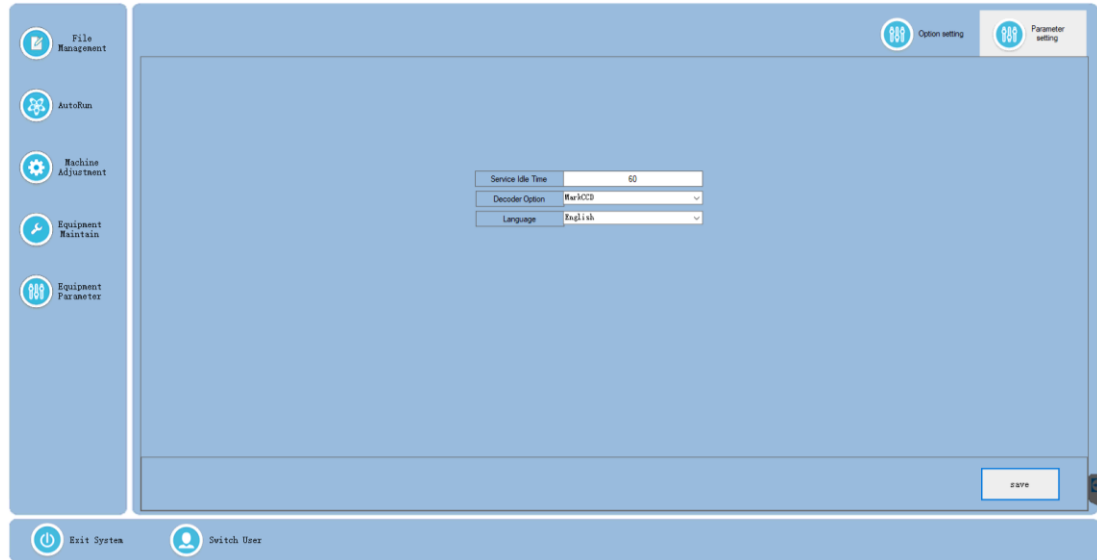 File
Management
AutoRun
Machine
Adjustment
Equipment
Maintain
Equipment
Parameter
Option setting
Parameter
setting
Service Idle Time 60
Decoder Option MarkCCD
Language English
save
Exit System
Switch User